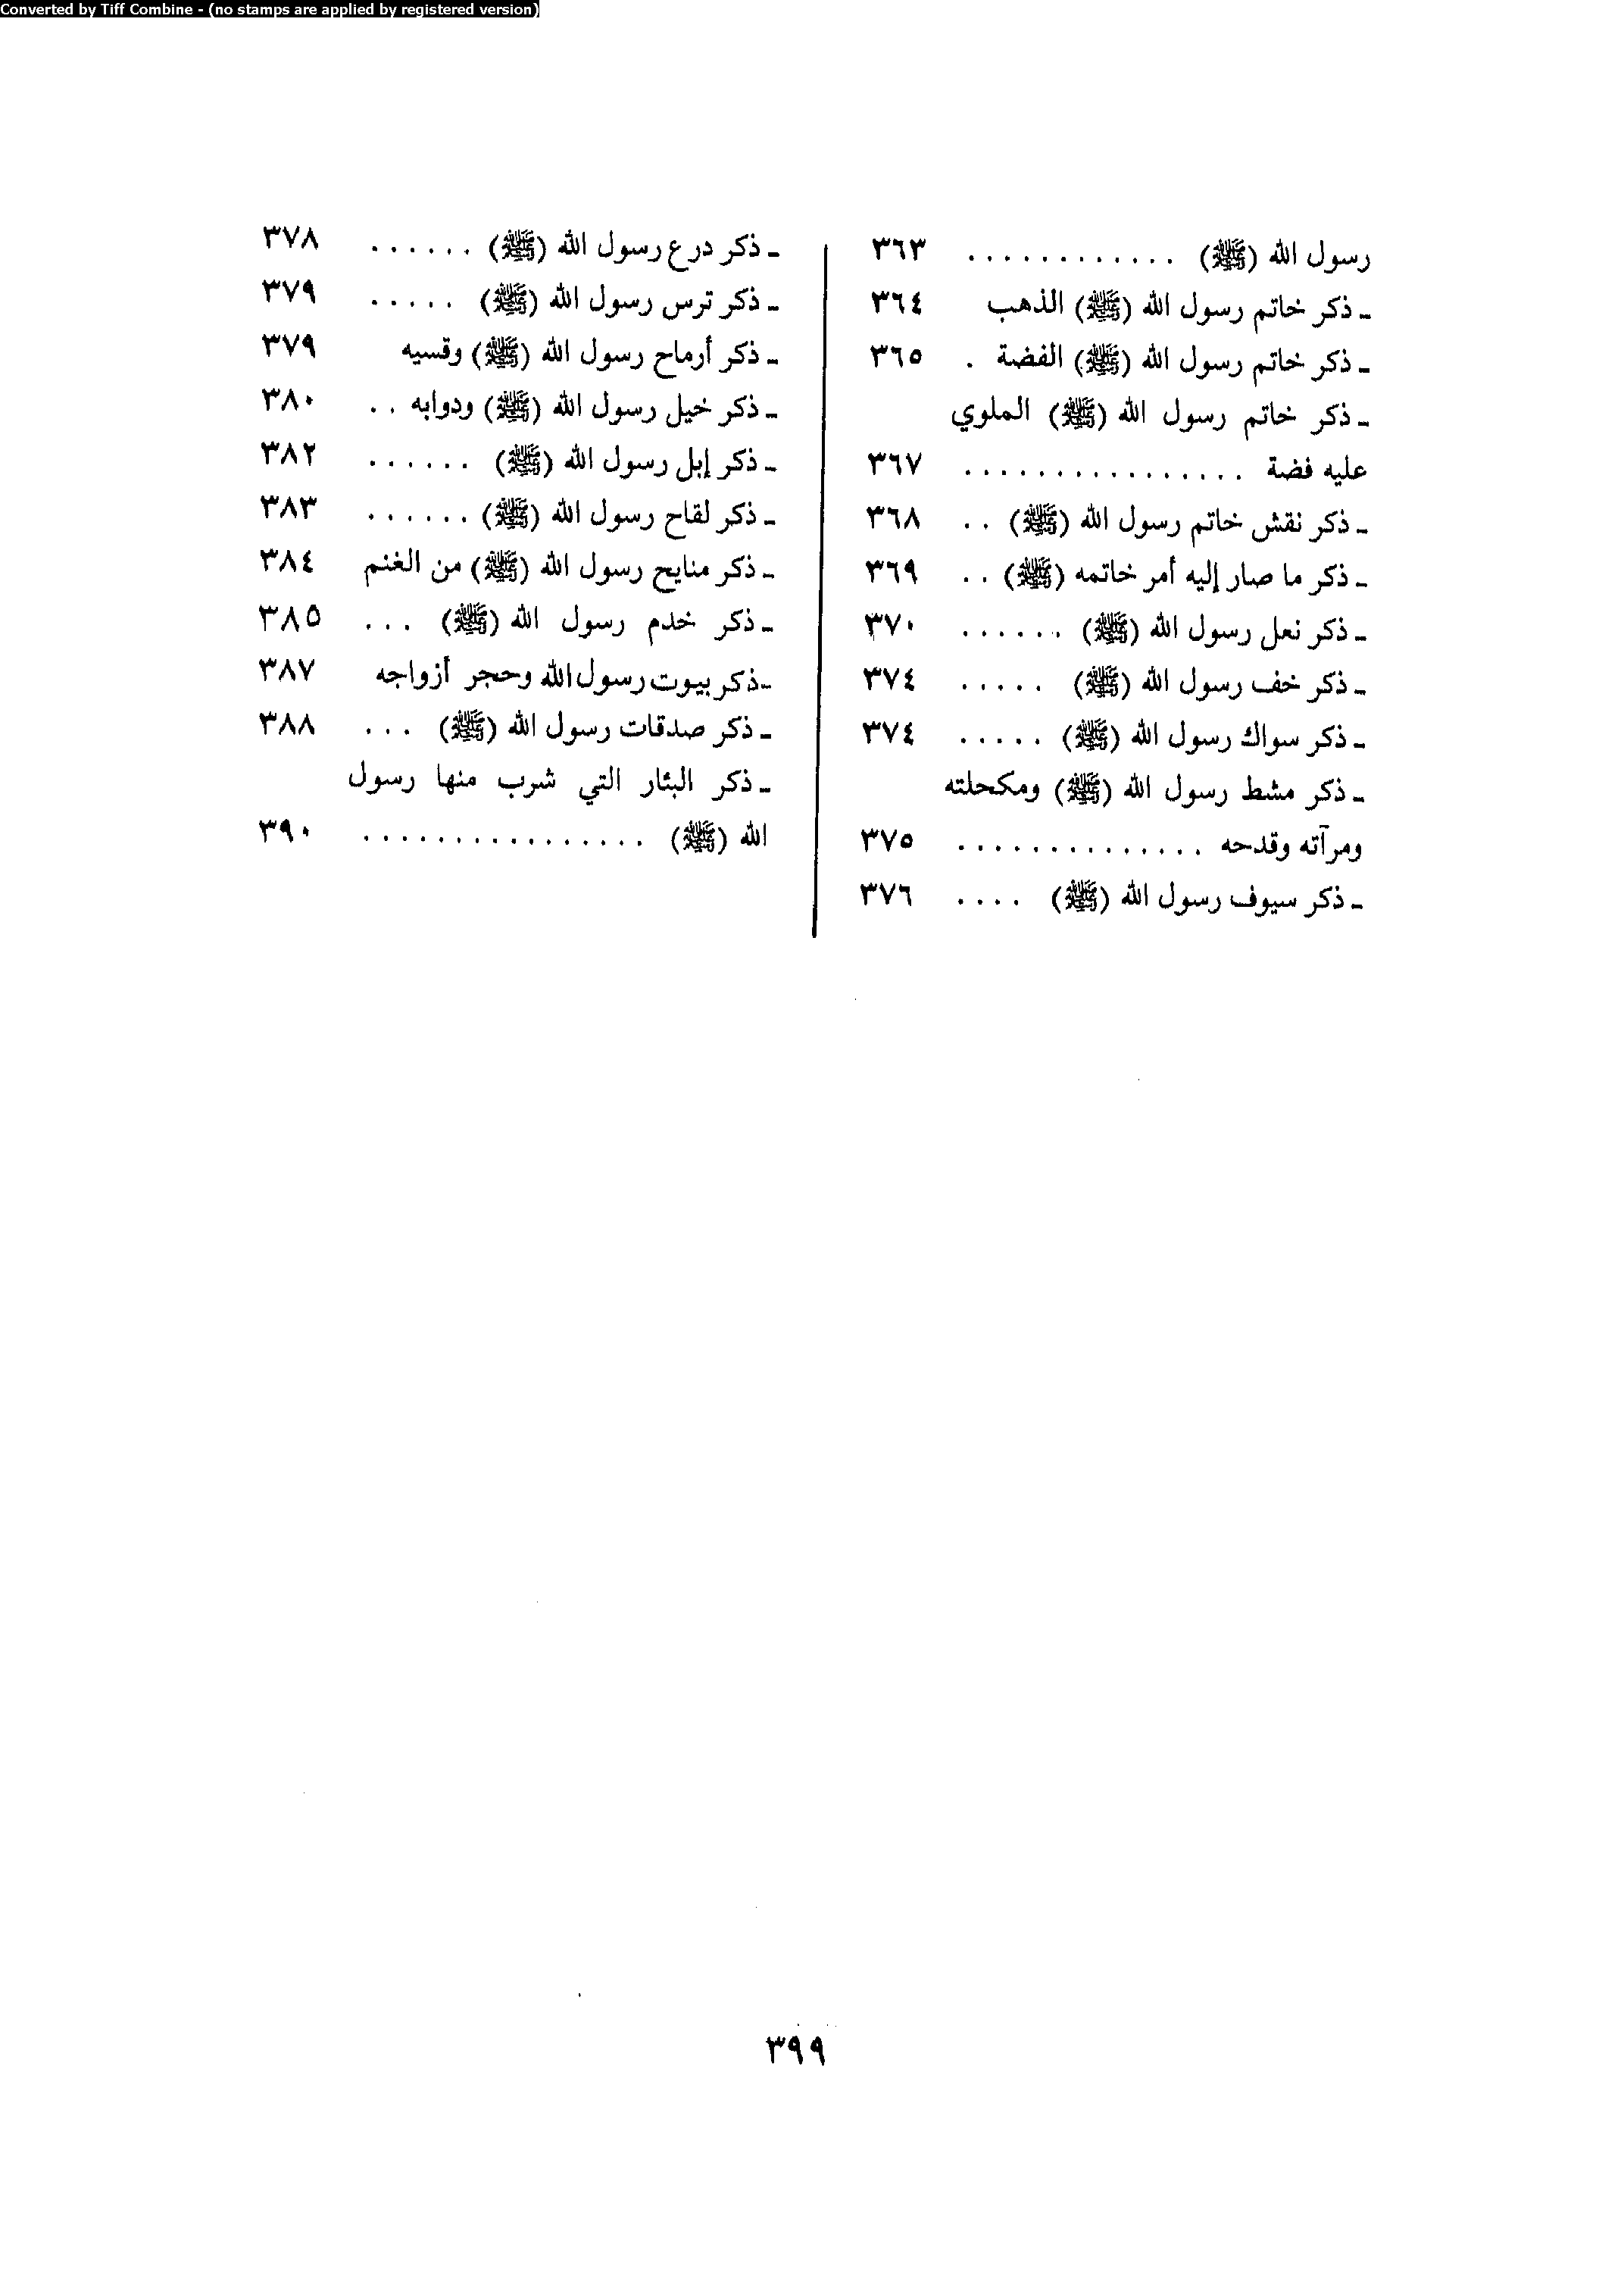 Converted by Tiff Combine - (no stamps are applied by registered version)
رسول الله (ﷺ) . . . . . . . . . . . . ٣٦٣
ـ ذكر خاتم رسول الله (ﷺ) الذهب ٣٦٤
ـ ذكر خاتم رسول الله (ﷺ) الفضة . ٣٦٥
ـ ذكر خاتم رسول الله (ﷺ) الملوي
عليه فضة . . . . . . . . . . . . . . . . ٣٦٧
ـ ذكر نقش خاتم رسول الله (ﷺ) . . ٣٦٨
ـ ذكر ما صار إليه أمر خاتمه (ﷺ) . . ٣٦٩
ـ ذكر نعل رسول الله (ﷺ) . . . . . . ٣٧٠
ـ ذكر خف رسول الله (ﷺ) . . . . . ٣٧٤
ـ ذكر سواك رسول الله (ﷺ) . . . . . ٣٧٤
ـ ذكر مشط رسول الله (ﷺ) ومكحلته
ومرآته وقدحه . . . . . . . . . . . . . . ٣٧٥
ـ ذكر سيوف رسول الله (ﷺ) . . . . ٣٧٦
ـ ذكر درع رسول الله (ﷺ) . . . . . . ٣٧٨
ـ ذكر ترس رسول الله (ﷺ) . . . . . ٣٧٩
ـ ذكر أرماح رسول الله (ﷺ) وقسيه ٣٧٩
ـ ذكر خيل رسول الله (ﷺ) ودوابه . . ٣٨٠
ـ ذكر إبل رسول الله (ﷺ) . . . . . . ٣٨٢
ـ ذكر لقاح رسول الله (ﷺ) . . . . . . ٣٨٣
ـ ذكر منايح رسول الله (ﷺ) من الغنم ٣٨٤
ـ ذكر خدم رسول الله (ﷺ) . . . ٣٨٥
ـ ذكر بيوت رسول الله وحجر أزواجه ٣٨٧
ـ ذكر صدقات رسول الله (ﷺ) . . . ٣٨٨
ـ ذكر البئار التي شرب منها رسول
الله (ﷺ) . . . . . . . . . . . . . . . . ٣٩٠
٣٩٩